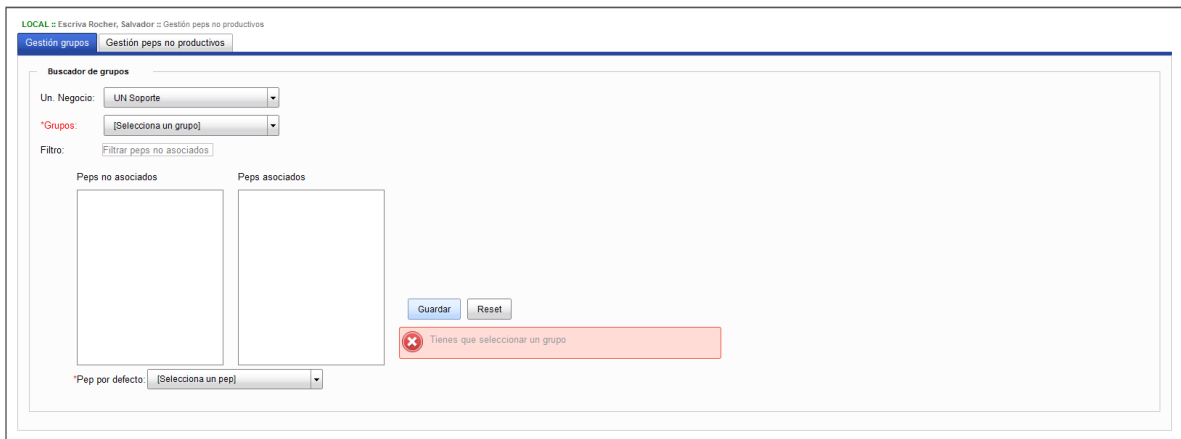 LOCAL :: Escriva Rocher, Salvador :: Gestión peps no productivos
Gestión grupos Gestión peps no productivos
Buscador de grupos
Un. Negocio: UN Soporte
*Grupos: [Selecciona un grupo]
Filtro: Filtrar peps no asociados
Peps no asociados Peps asociados
Guardar Reset
Tienes que seleccionar un grupo
*Pep por defecto: [Selecciona un pep]